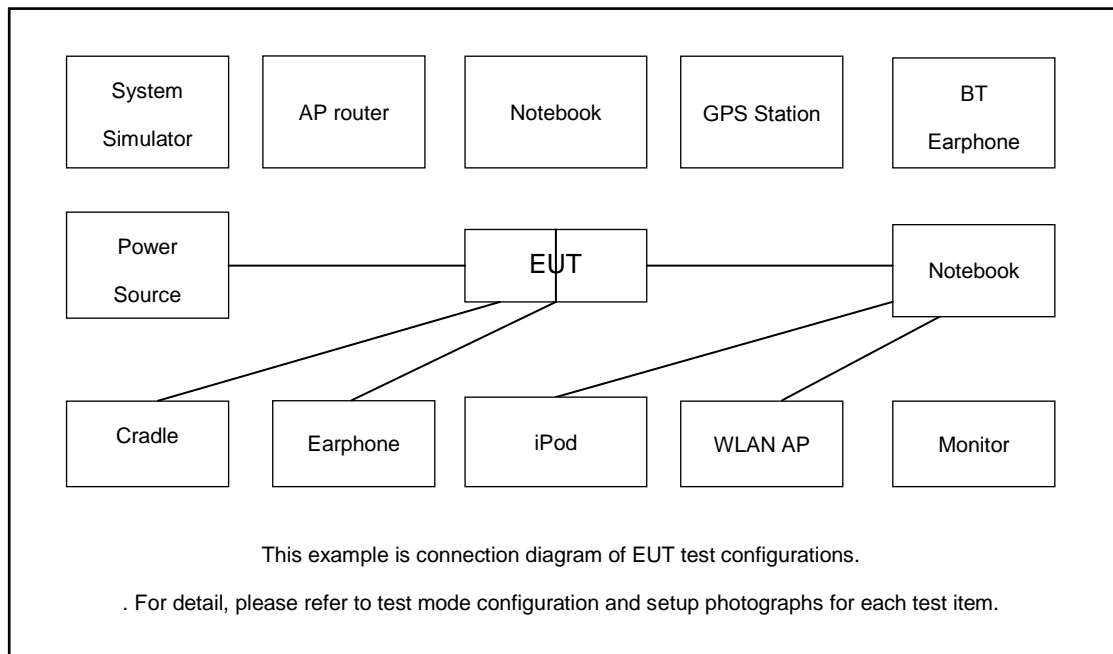 System
Simulator
AP router
Notebook
GPS Station
BT
Earphone
Power
Source
EUT
Notebook
Cradle
Earphone
iPod
WLAN AP
Monitor
This example is connection diagram of EUT test configurations.
. For detail, please refer to test mode configuration and setup photographs for each test item.